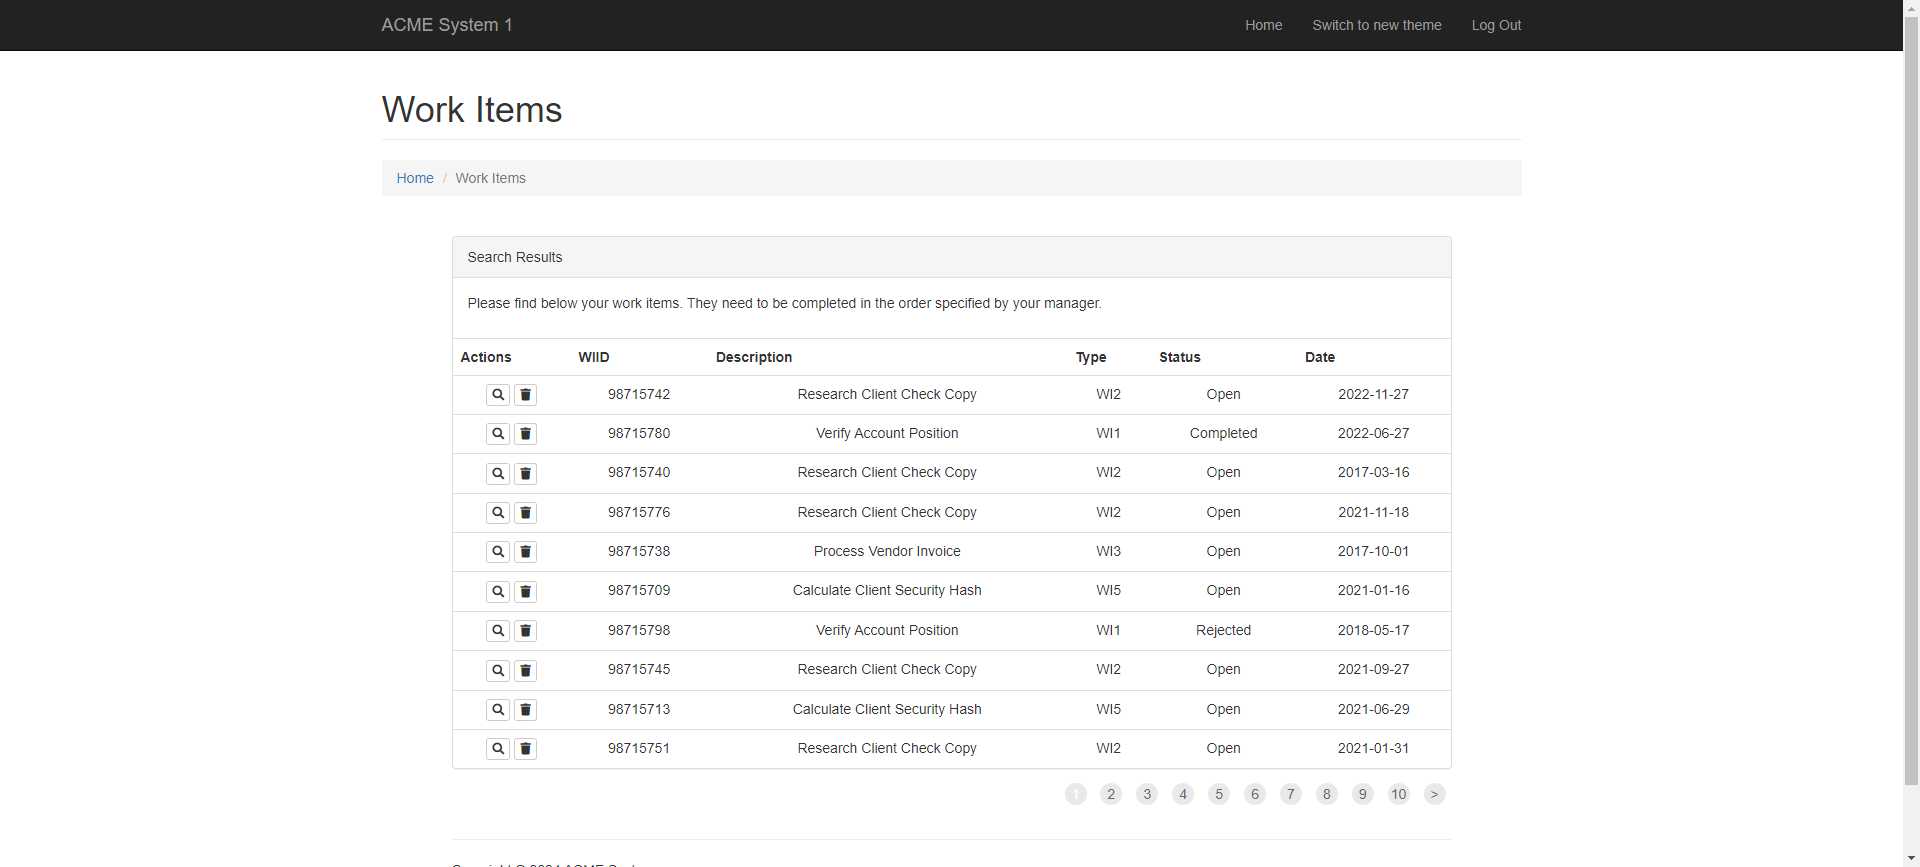 ACME System 1 Home Switch to new theme Log Out
Work Items
Home / Work Items
Search Results
Please find below your work items. They need to be completed in the order specified by your manager.
Actions WIID Description Type Status Date
98715742 Research Client Check Copy WI2 Open 2022-11-27
98715780 Verify Account Position WI1 Completed 2022-06-27
98715740 Research Client Check Copy WI2 Open 2017-03-16
98715776 Research Client Check Copy WI2 Open 2021-11-18
98715738 Process Vendor Invoice WI3 Open 2017-10-01
98715709 Calculate Client Security Hash WI5 Open 2021-01-16
98715798 Verify Account Position WI1 Rejected 2018-05-17
98715745 Research Client Check Copy WI2 Open 2021-09-27
98715713 Calculate Client Security Hash WI5 Open 2021-06-29
98715751 Research Client Check Copy WI2 Open 2021-01-31
1 2 3 4 5 6 7 8 9 10 >